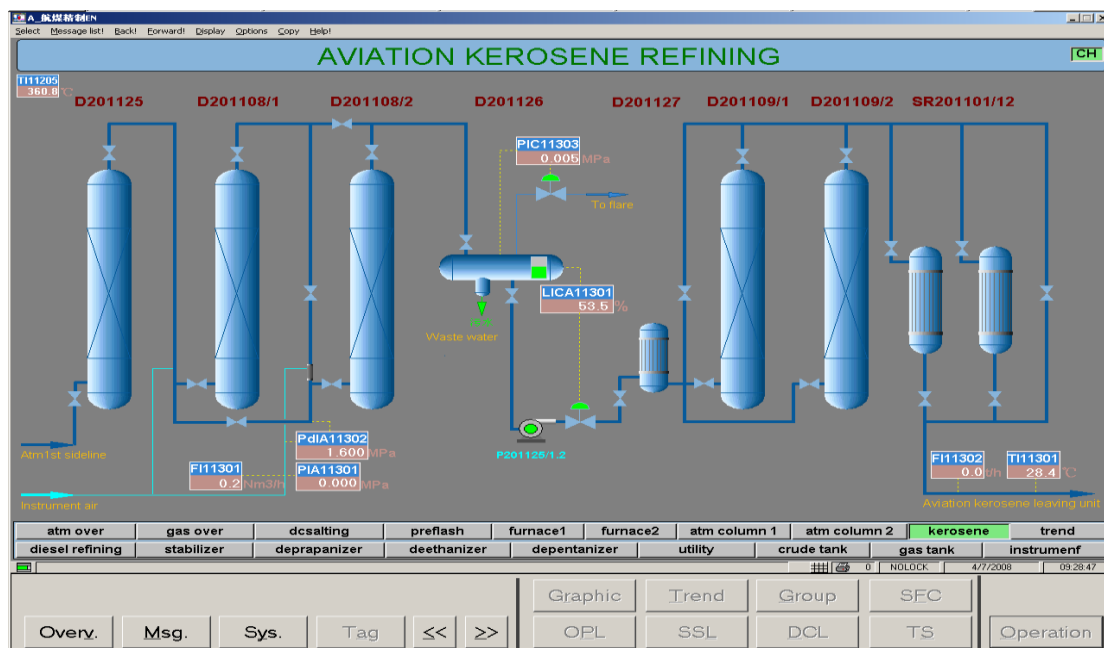 A_航煤精制EN
Select Message list! Back! Forward! Display Options Copy Help!
AVIATION KEROSENE REFINING
CH
TI11205
360.8℃
D201125 D201108/1 D201108/2 D201126 D201127 D201109/1 D201109/2 SR201101/12
PIC11303
0.005 MPa
To flare
LICA11301
53.5 %
污水
Waste water
PdIA11302
1.600 MPa
Atm1st sideline
P201125/1.2
FI11301
0.2 Nm3/h
PIA11301
0.000 MPa
FI11302
0.0 t/h
TI11301
28.4 ℃
Instrument air
Aviation kerosene leaving unit
atm over gas over dcsalting preflash furnace1 furnace2 atm column 1 atm column 2 kerosene trend
diesel refining stabilizer deprapanizer deethanizer depentanizer utility crude tank gas tank instrumenf
0 NOLOCK 4/7/2008 09:28:47
Graphic Trend Group SFC
Overv. Msg. Sys. Tag << >> OPL SSL DCL TS Operation